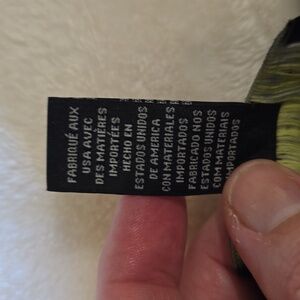 FABRIQUÉ AUX
USA AVEC
DES MATIÈRES
IMPORTÉES
HECHO EN
ESTADOS UNIDOS
DE AMERICA
CON MATERIALES
IMPORTADOS
FABRICADO NOS
ESTADOS UNIDOS
COM MATERIAIS
IMPORTADOS